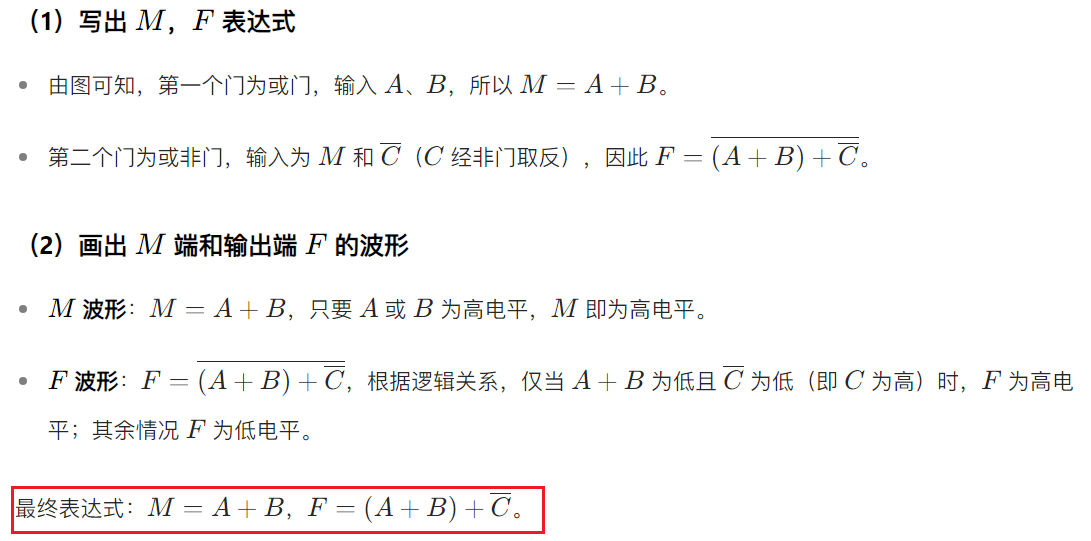 （1）写出 $M$，$F$ 表达式
• 由图可知，第一个门为或门，输入 $A$、$B$，所以 $M = A + B$。
• 第二个门为或非门，输入为 $M$ 和 $\overline{C}$（$C$ 经非门取反），因此 $F = \overline{(A + B) + \overline{C}}$。
（2）画出 $M$ 端和输出端 $F$ 的波形
• $M$ 波形：$M = A + B$，只要 $A$ 或 $B$ 为高电平，$M$ 即为高电平。
• $F$ 波形：$F = \overline{(A + B) + \overline{C}}$，根据逻辑关系，仅当 $A + B$ 为低且 $\overline{C}$ 为低（即 $C$ 为高）时，$F$ 为高电
平；其余情况 $F$ 为低电平。
最终表达式：$M = A + B$，$F = (A + B) + \overline{C}$。